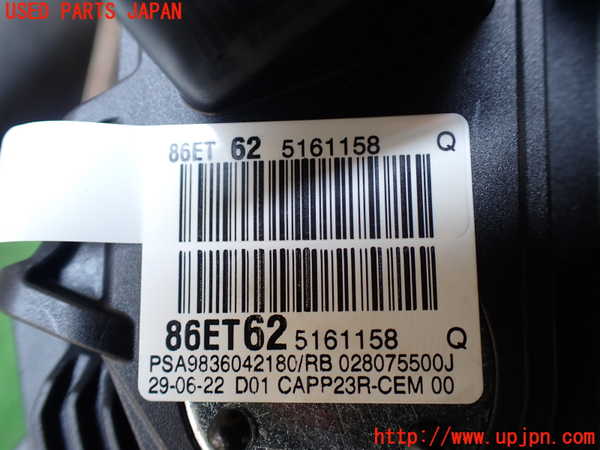 USED PARTS JAPAN
86ET 62 5161158 Q
86ET62 5161158 Q
PSA9836042180/RB 028075500J
29-06-22 D01 CAPP23R-CEM 00
http://www.upjpn.com/